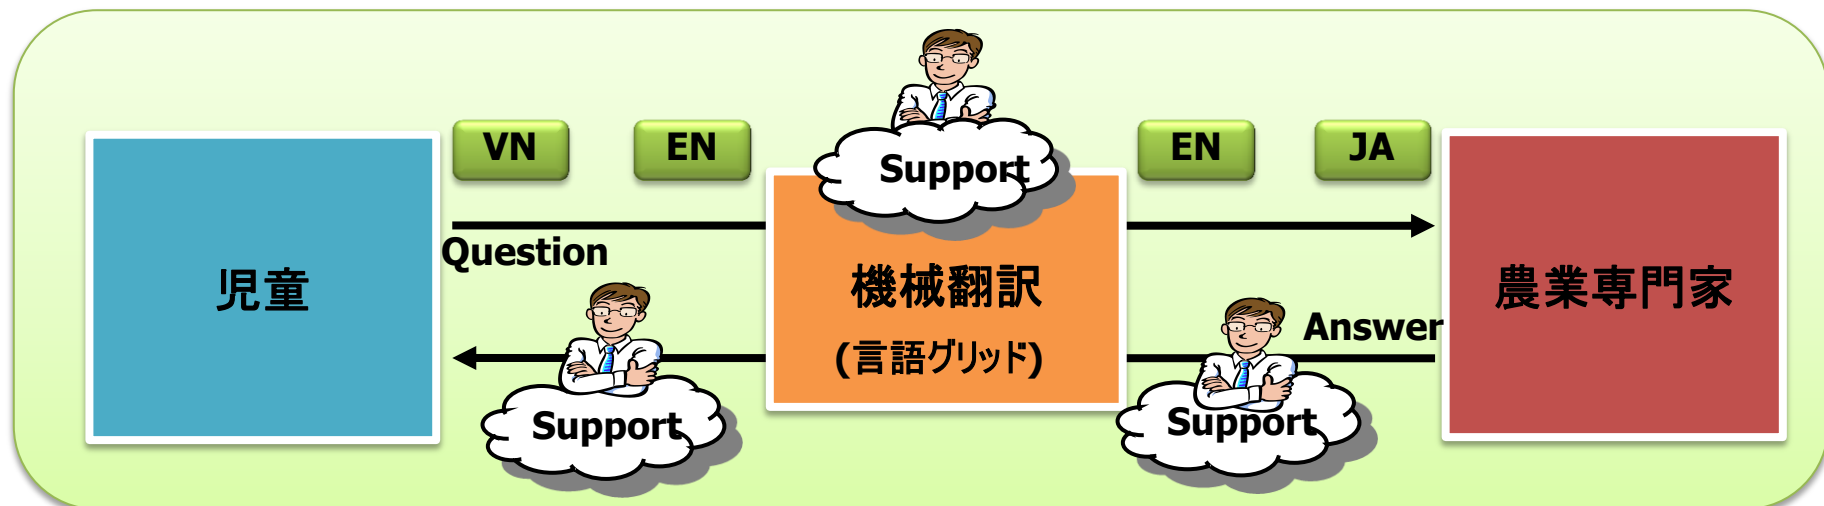 VN
EN
Support
EN
JA
Question
児童
機械翻訳
(言語グリッド)
農業専門家
Answer
Support
Support